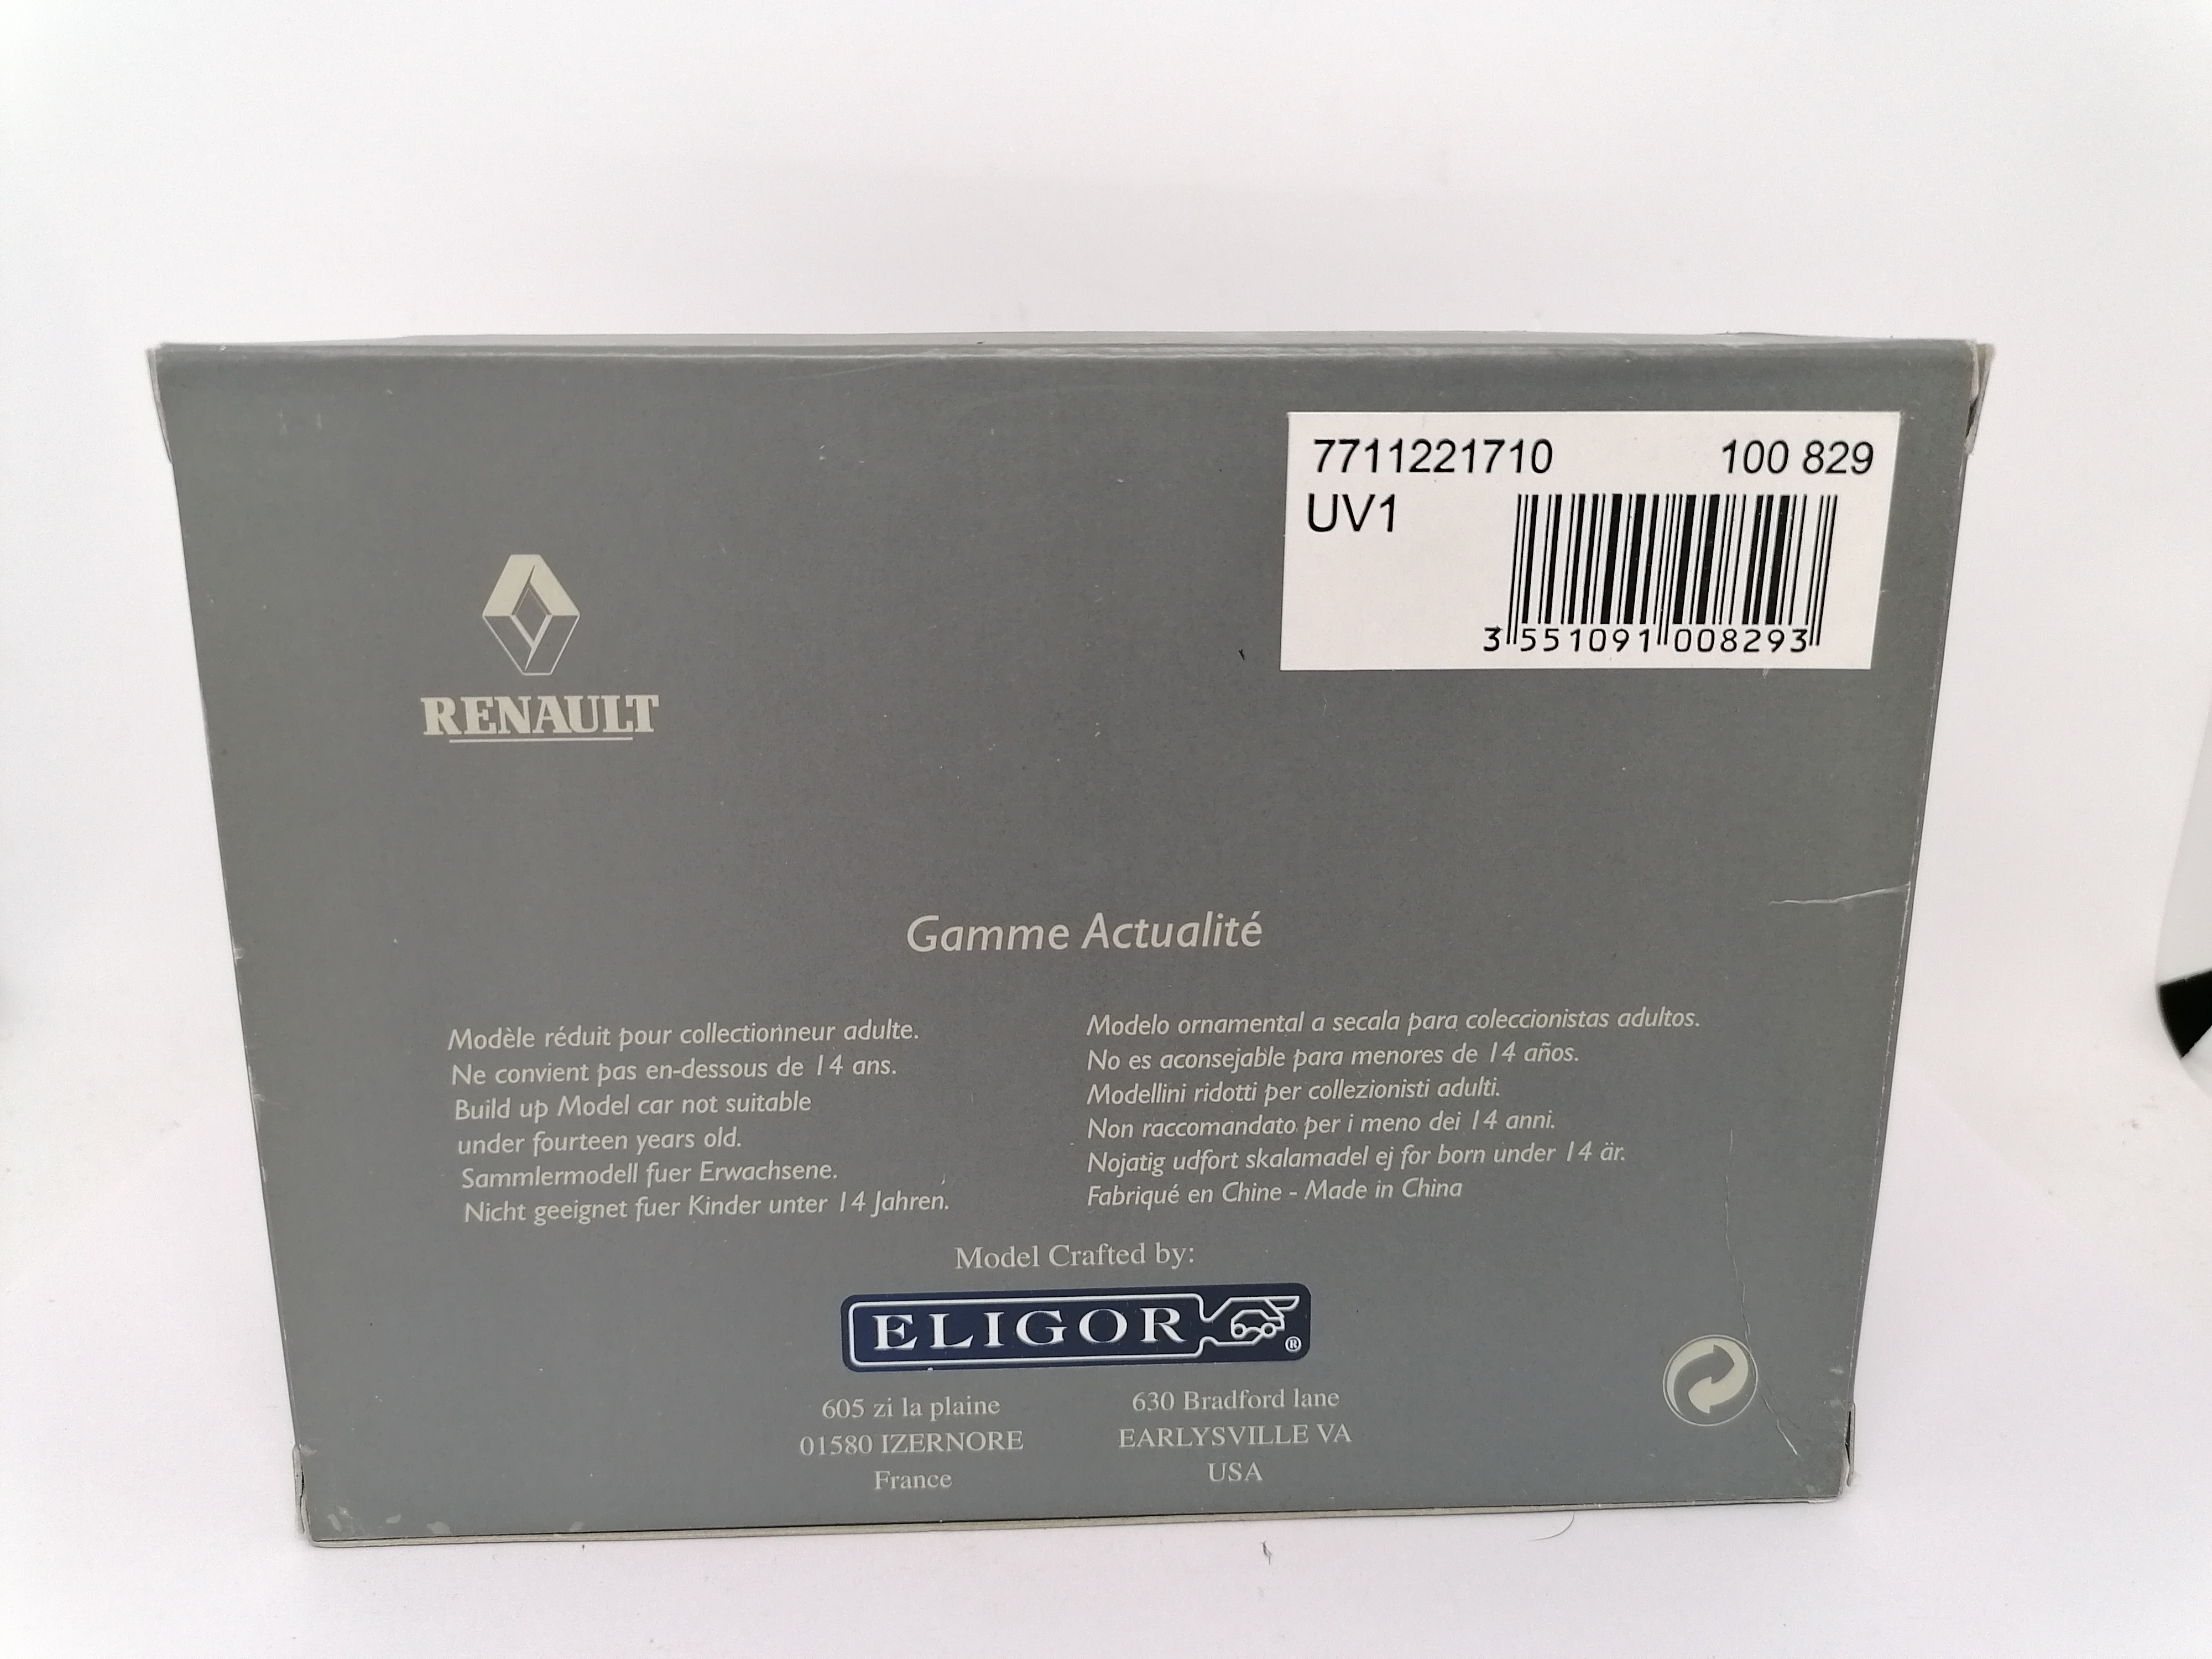 7711221710 100 829
UV1
3 551091 008293
RENAULT
Gamme Actualité
Modèle réduit pour collectionneur adulte.
Ne convient pas en-dessous de 14 ans.
Build up Model car not suitable
under fourteen years old.
Sammlermodell fuer Erwachsene.
Nicht geeignet fuer Kinder unter 14 Jahren.
Modelo ornamental a secala para coleccionistas adultos.
No es aconsejable para menores de 14 años.
Modellini ridotti per collezionisti adulti.
Non raccomandato per i meno dei 14 anni.
Nojatig udfort skalamadel ej for born under 14 är.
Fabriqué en Chine - Made in China
Model Crafted by:
ELIGOR ®
605 zi la plaine
01580 IZERNORE
France
630 Bradford lane
EARLYSVILLE VA
USA